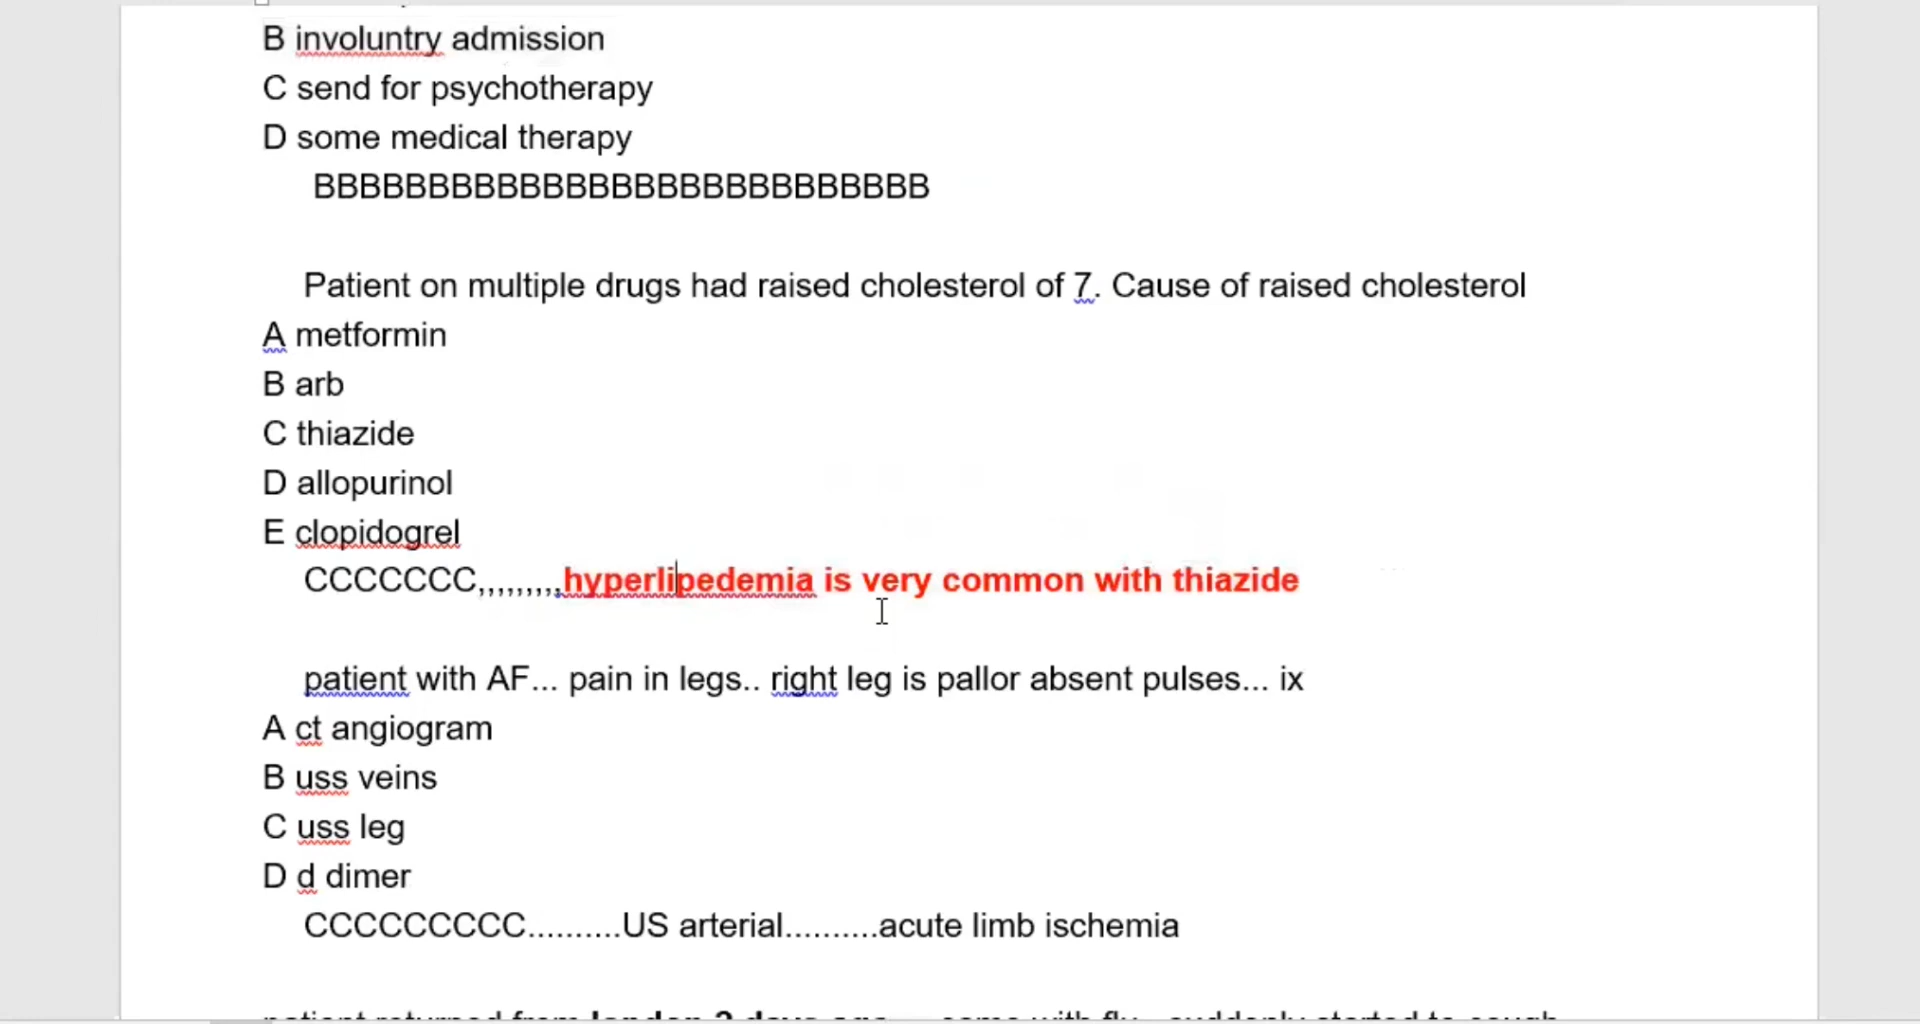 B involuntry admission
C send for psychotherapy
D some medical therapy
BBBBBBBBBBBBBBBBBBBBBBBBBBB
Patient on multiple drugs had raised cholesterol of 7. Cause of raised cholesterol
A metformin
B arb
C thiazide
D allopurinol
E clopidogrel
CCCCCCC,,,,,,,,,hyperlipedemia is very common with thiazide
patient with AF... pain in legs.. right leg is pallor absent pulses... ix
A ct angiogram
B uss veins
C uss leg
D d dimer
CCCCCCCCC..........US arterial..........acute limb ischemia